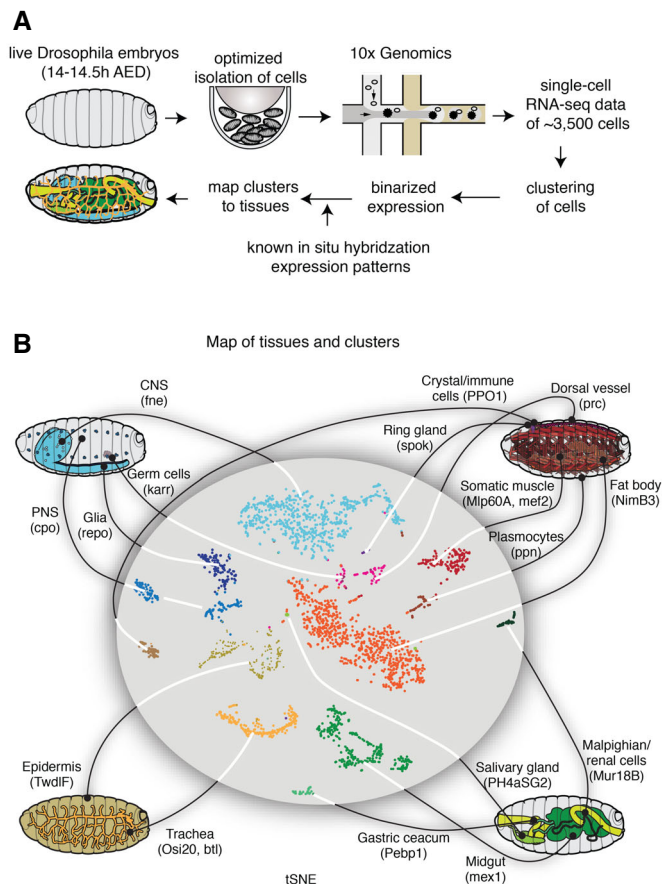 A
live Drosophila embryos
(14-14.5h AED)
optimized
isolation of cells
10x Genomics
single-cell
RNA-seq data
of ~3,500 cells
clustering
of cells
binarized
expression
map clusters
to tissues
known in situ hybridzation
expression patterns
B
Map of tissues and clusters
CNS
(fne)
Crystal/immune
cells (PPO1)
Dorsal vessel
(prc)
Ring gland
(spok)
Germ cells
(karr)
Somatic muscle
(Mlp60A, mef2)
Fat body
(NimB3)
PNS
(cpo)
Glia
(repo)
Plasmocytes
(ppn)
Epidermis
(TwdlF)
Trachea
(Osi20, btl)
Salivary gland
(PH4aSG2)
Malpighian/
renal cells
(Mur18B)
Gastric ceacum
(Pebp1)
Midgut
(mex1)
tSNE